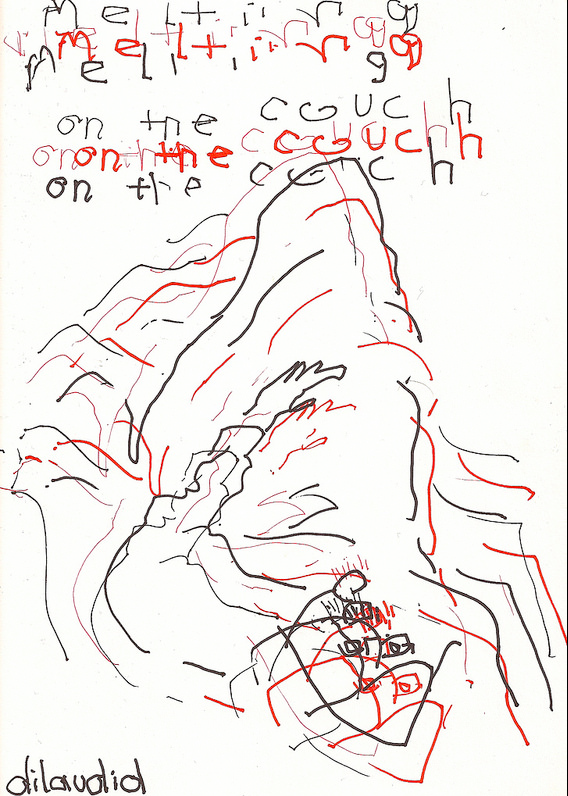 Melting
Melting
Melting
on the couch
on the couch
on the couch
dilaudid